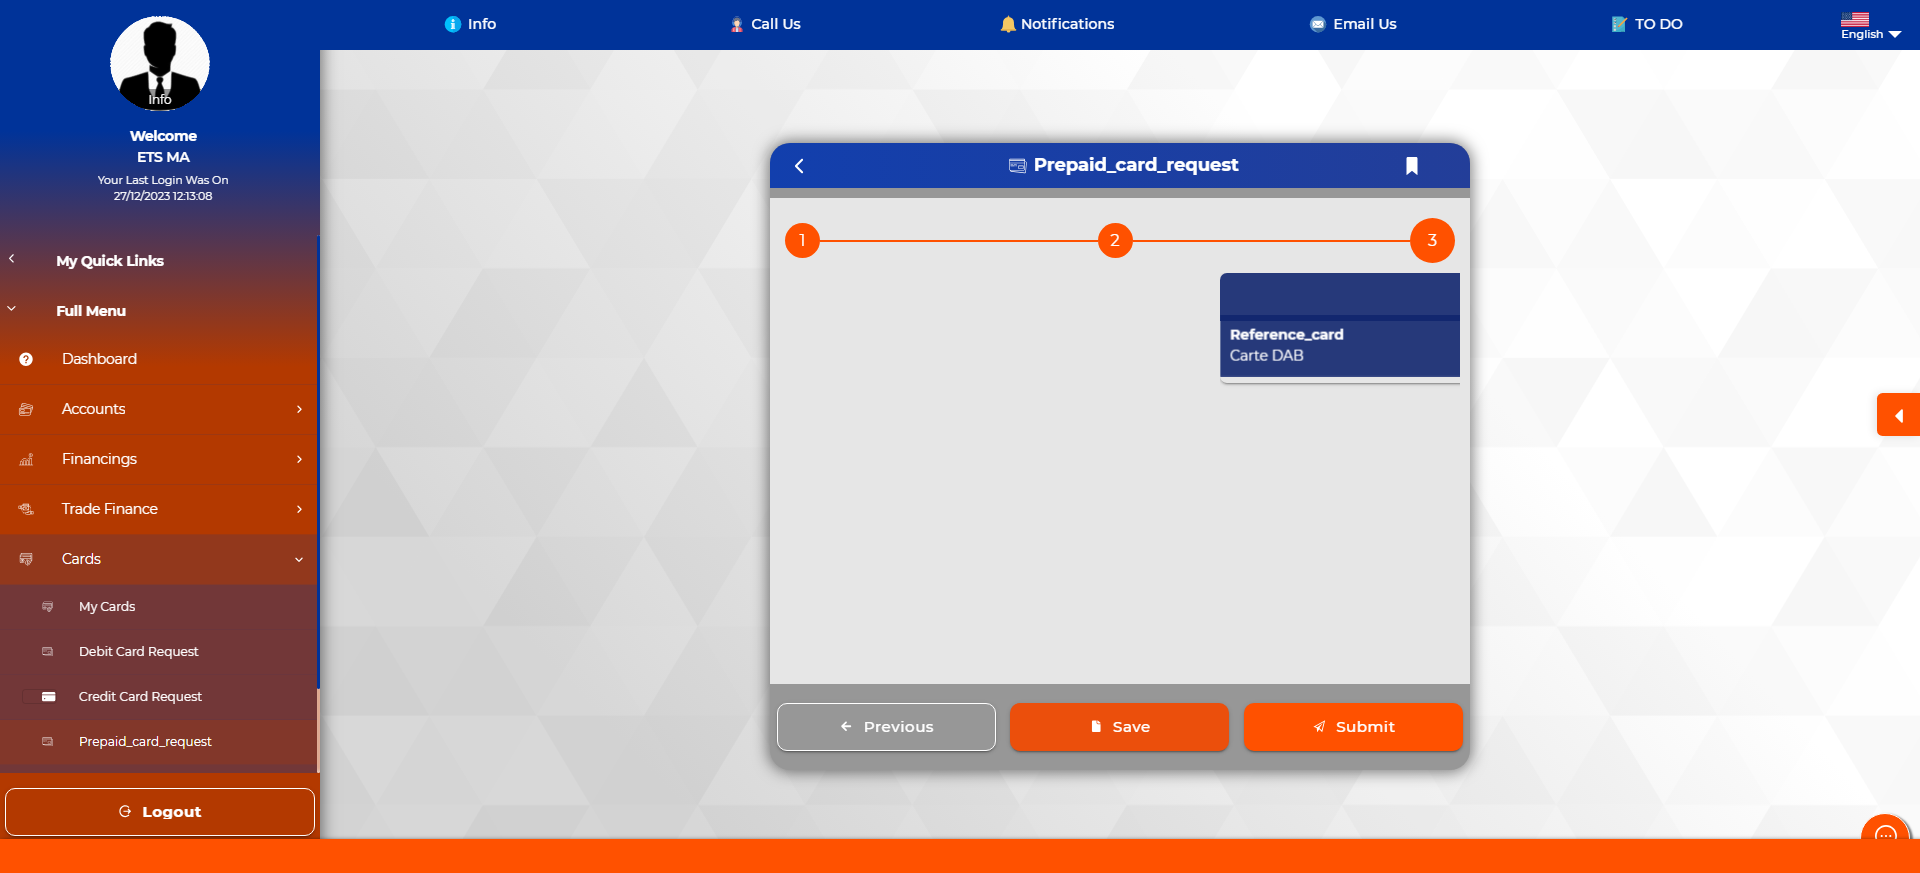 Info
Call Us
Notifications
Email Us
TO DO
English
Info
Welcome
ETS MA
Your Last Login Was On
27/12/2023 12:13:08
My Quick Links
Full Menu
Dashboard
Accounts
Financings
Trade Finance
Cards
My Cards
Debit Card Request
Credit Card Request
Prepaid_card_request
Logout
Prepaid_card_request
1
2
3
Reference_card
Carte DAB
Previous
Save
Submit